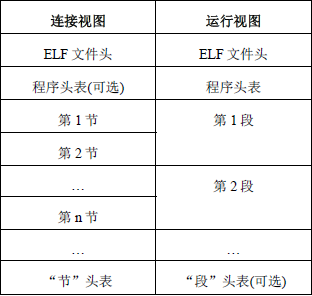 连接视图 运行视图
ELF 文件头 ELF 文件头
程序头表(可选) 程序头表
第 1 节 第 1 段
第 2 节
… 第 2 段
第 n 节
… …
“节”头表 “段”头表(可选)